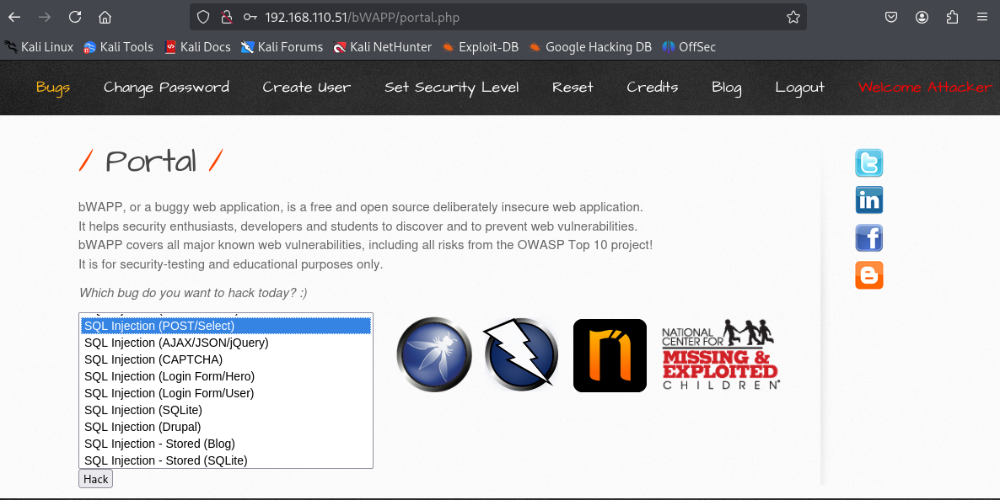 192.168.110.51/bWAPP/portal.php
Kali Linux Kali Tools Kali Docs Kali Forums Kali NetHunter Exploit-DB Google Hacking DB OffSec
Bugs Change Password Create User Set Security Level Reset Credits Blog Logout Welcome Attacker
/ Portal /
bWAPP, or a buggy web application, is a free and open source deliberately insecure web application.
It helps security enthusiasts, developers and students to discover and to prevent web vulnerabilities.
bWAPP covers all major known web vulnerabilities, including all risks from the OWASP Top 10 project!
It is for security-testing and educational purposes only.
Which bug do you want to hack today? :)
SQL Injection (POST/Select)
SQL Injection (AJAX/JSON/jQuery)
SQL Injection (CAPTCHA)
SQL Injection (Login Form/Hero)
SQL Injection (Login Form/User)
SQL Injection (SQLite)
SQL Injection (Drupal)
SQL Injection - Stored (Blog)
SQL Injection - Stored (SQLite)
Hack
NATIONAL
CENTER FOR
MISSING &
EXPLOITED
CHILDREN®